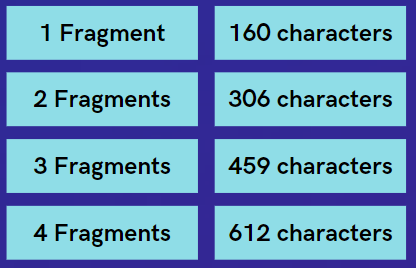 1 Fragment 160 characters
2 Fragments 306 characters
3 Fragments 459 characters
4 Fragments 612 characters